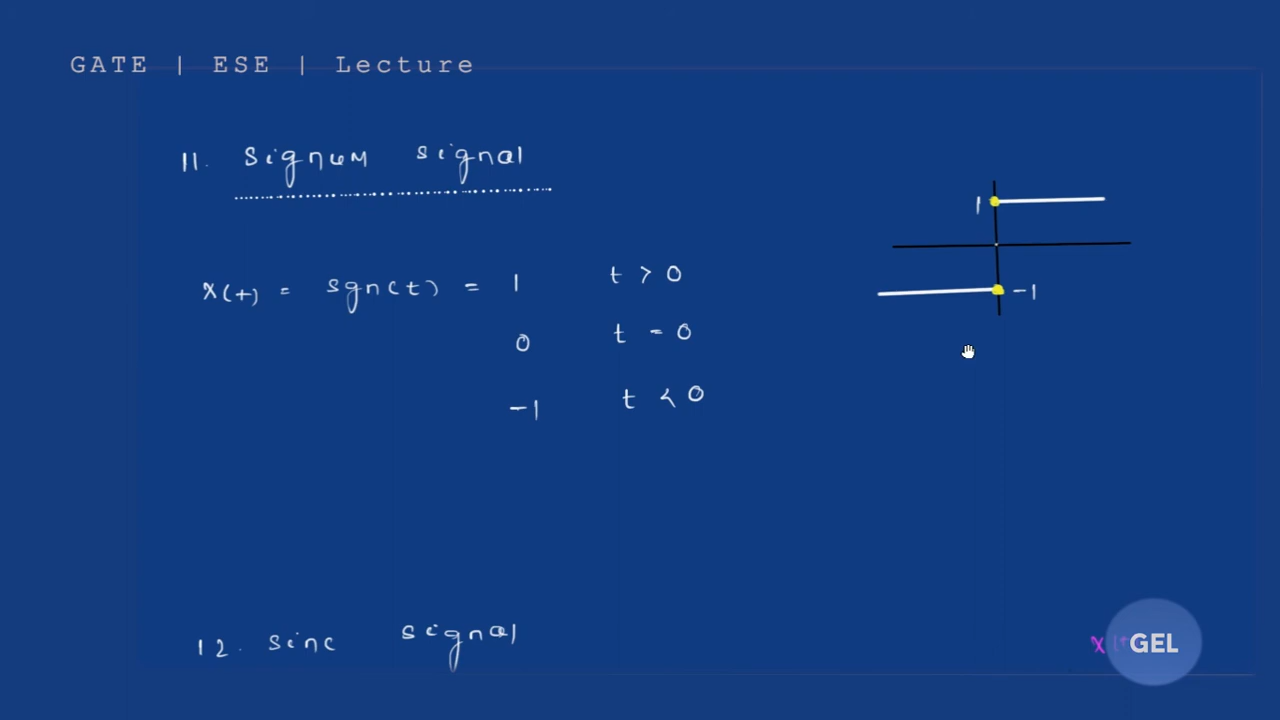 GATE | ESE | Lecture
11. Signum signal
1
x(t) = sgn(t) = 1 t > 0
-1
0 t = 0
-1 t < 0
12. sinc signal
GEL